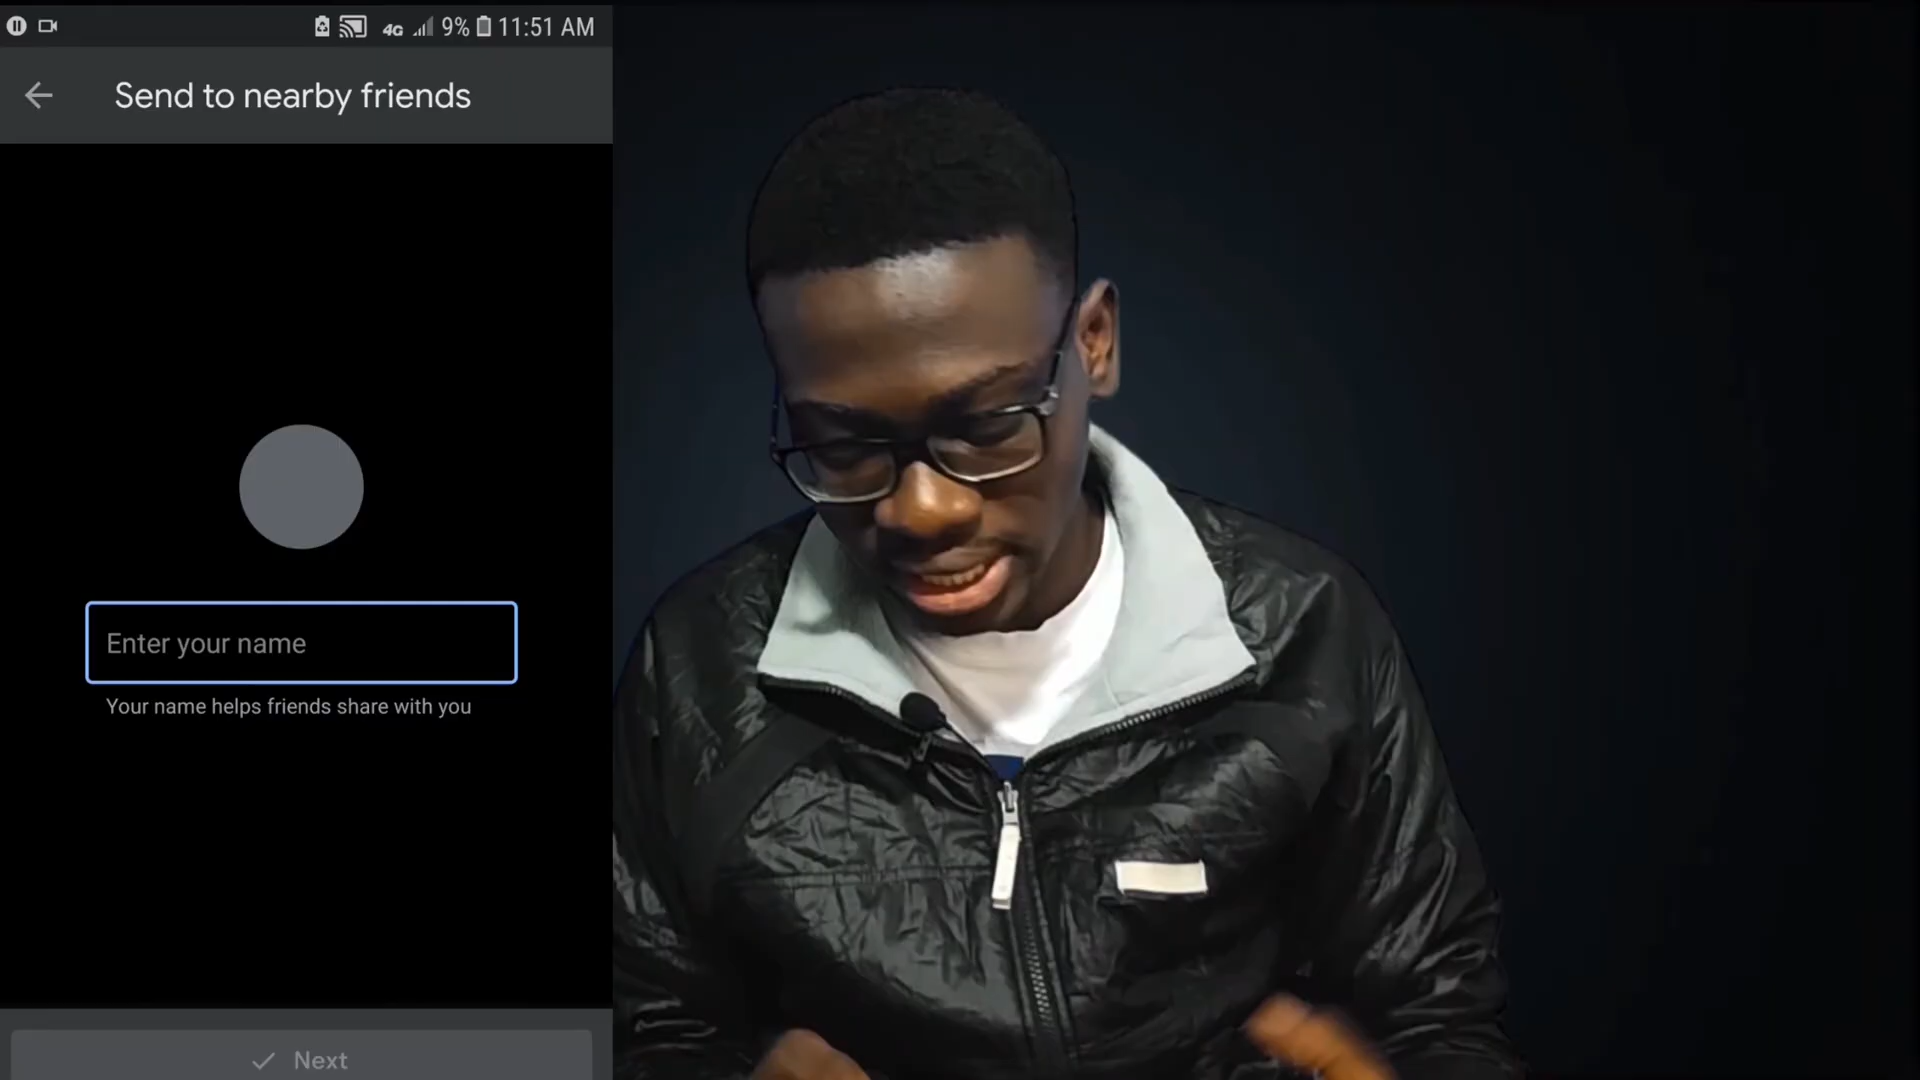 4G 9% 11:51 AM
Send to nearby friends
Enter your name
Your name helps friends share with you
Next